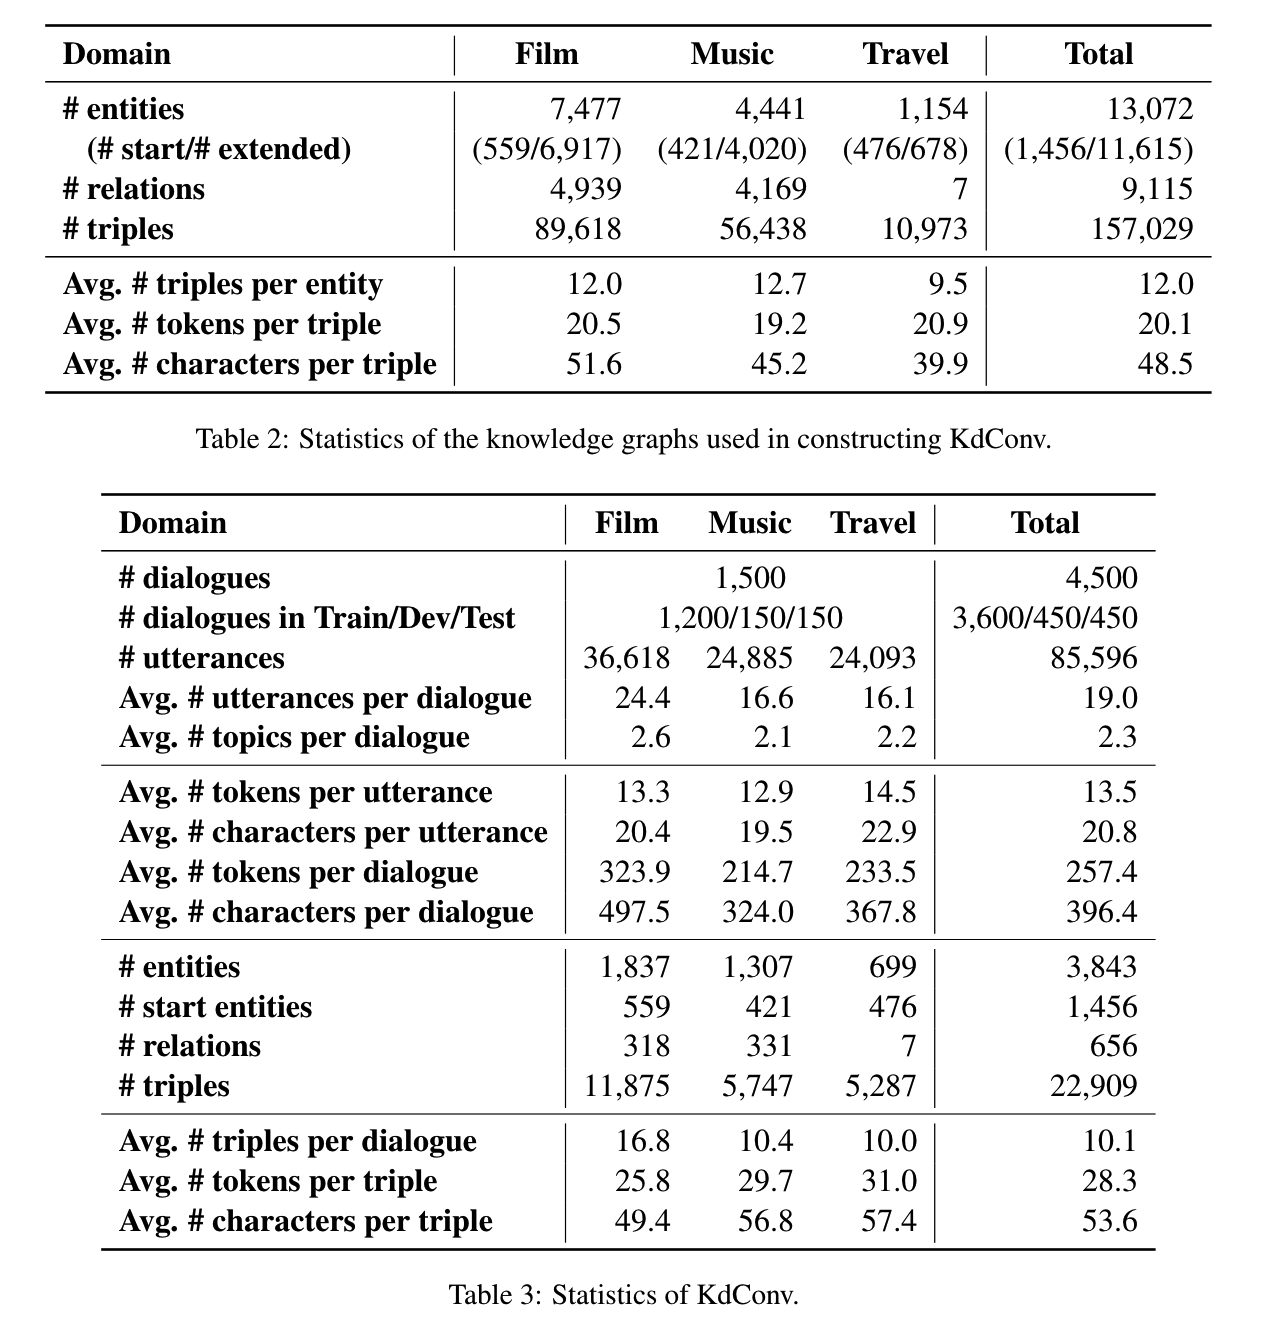 Domain Film Music Travel Total
# entities 7,477 4,441 1,154 13,072
(# start/# extended) (559/6,917) (421/4,020) (476/678) (1,456/11,615)
# relations 4,939 4,169 7 9,115
# triples 89,618 56,438 10,973 157,029
Avg. # triples per entity 12.0 12.7 9.5 12.0
Avg. # tokens per triple 20.5 19.2 20.9 20.1
Avg. # characters per triple 51.6 45.2 39.9 48.5
Table 2: Statistics of the knowledge graphs used in constructing KdConv.
Domain Film Music Travel Total
# dialogues 1,500 4,500
# dialogues in Train/Dev/Test 1,200/150/150 3,600/450/450
# utterances 36,618 24,885 24,093 85,596
Avg. # utterances per dialogue 24.4 16.6 16.1 19.0
Avg. # topics per dialogue 2.6 2.1 2.2 2.3
Avg. # tokens per utterance 13.3 12.9 14.5 13.5
Avg. # characters per utterance 20.4 19.5 22.9 20.8
Avg. # tokens per dialogue 323.9 214.7 233.5 257.4
Avg. # characters per dialogue 497.5 324.0 367.8 396.4
# entities 1,837 1,307 699 3,843
# start entities 559 421 476 1,456
# relations 318 331 7 656
# triples 11,875 5,747 5,287 22,909
Avg. # triples per dialogue 16.8 10.4 10.0 10.1
Avg. # tokens per triple 25.8 29.7 31.0 28.3
Avg. # characters per triple 49.4 56.8 57.4 53.6
Table 3: Statistics of KdConv.